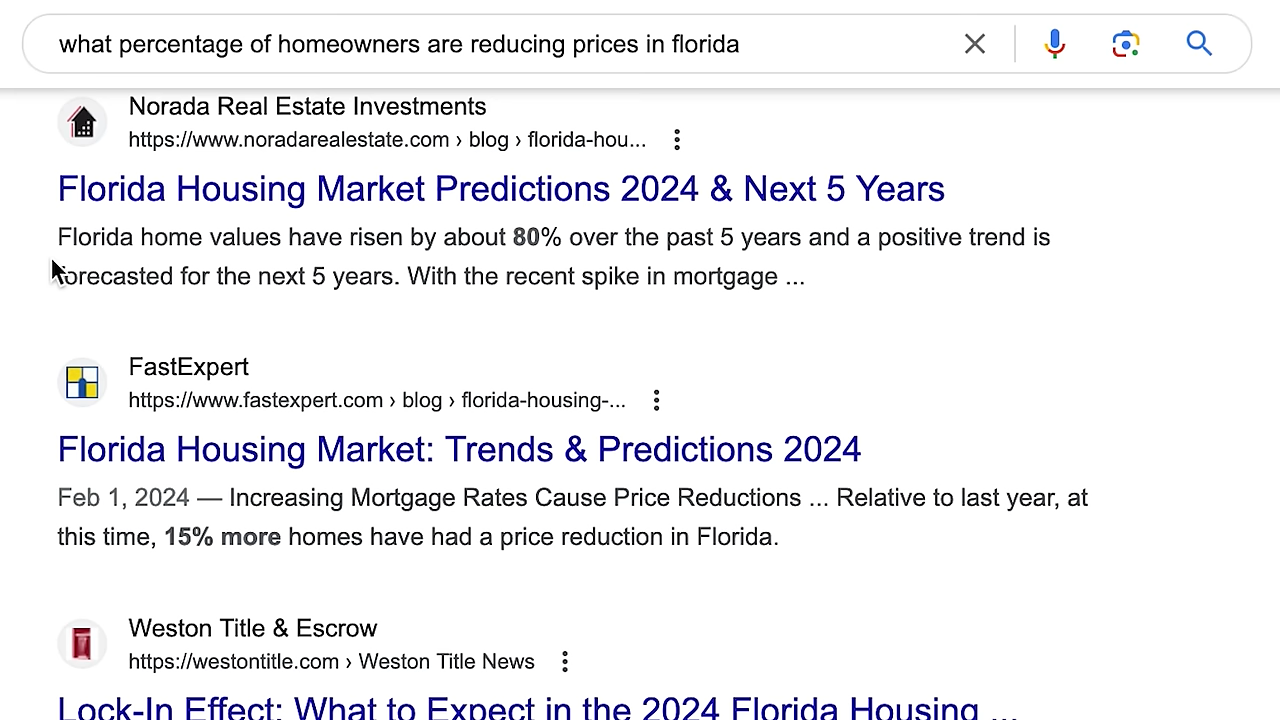 what percentage of homeowners are reducing prices in florida
Norada Real Estate Investments
https://www.noradarealestate.com › blog › florida-hou...
Florida Housing Market Predictions 2024 & Next 5 Years
Florida home values have risen by about 80% over the past 5 years and a positive trend is
forecasted for the next 5 years. With the recent spike in mortgage ...
FastExpert
https://www.fastexpert.com › blog › florida-housing-...
Florida Housing Market: Trends & Predictions 2024
Feb 1, 2024 — Increasing Mortgage Rates Cause Price Reductions ... Relative to last year, at
this time, 15% more homes have had a price reduction in Florida.
Weston Title & Escrow
https://westontitle.com › Weston Title News
Lock-In Effect: What to Expect in the 2024 Florida Housing ...